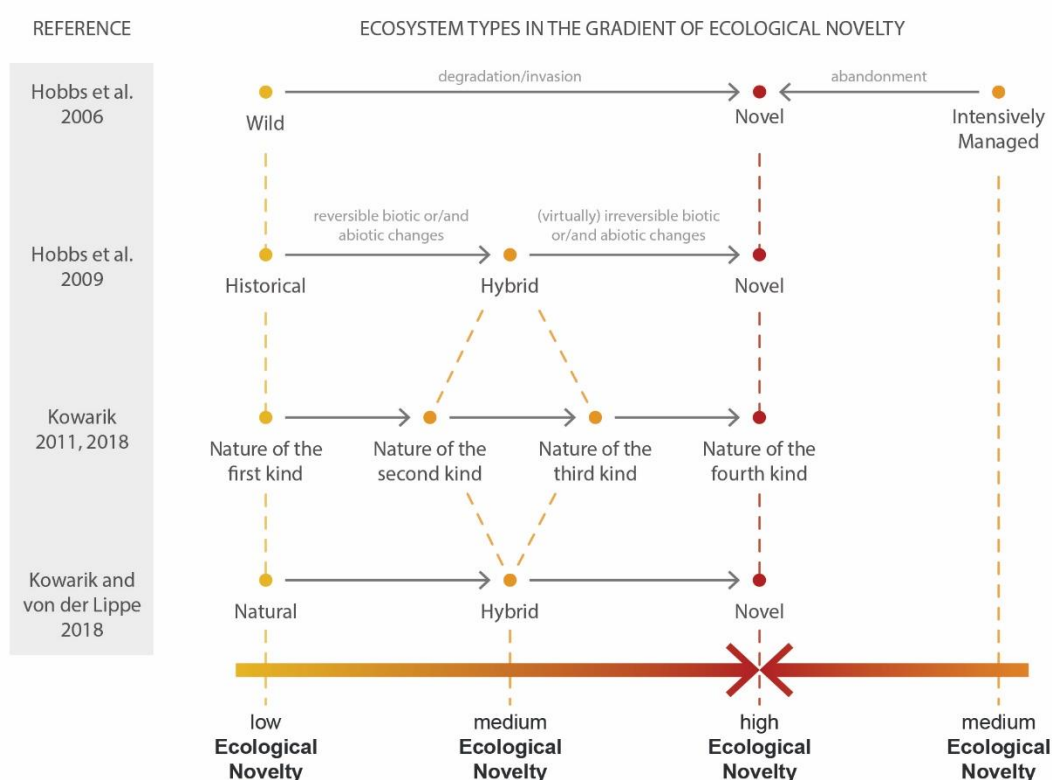 REFERENCE
ECOSYSTEM TYPES IN THE GRADIENT OF ECOLOGICAL NOVELTY
Hobbs et al.
2006
degradation/invasion
abandonment
Wild
Novel
Intensively
Managed
Hobbs et al.
2009
reversible biotic or/and
abiotic changes
(virtually) irreversible biotic
or/and abiotic changes
Historical
Hybrid
Novel
Kowarik
2011, 2018
Nature of the
first kind
Nature of the
second kind
Nature of the
third kind
Nature of the
fourth kind
Kowarik and
von der Lippe
2018
Natural
Hybrid
Novel
low
Ecological
Novelty
medium
Ecological
Novelty
high
Ecological
Novelty
medium
Ecological
Novelty